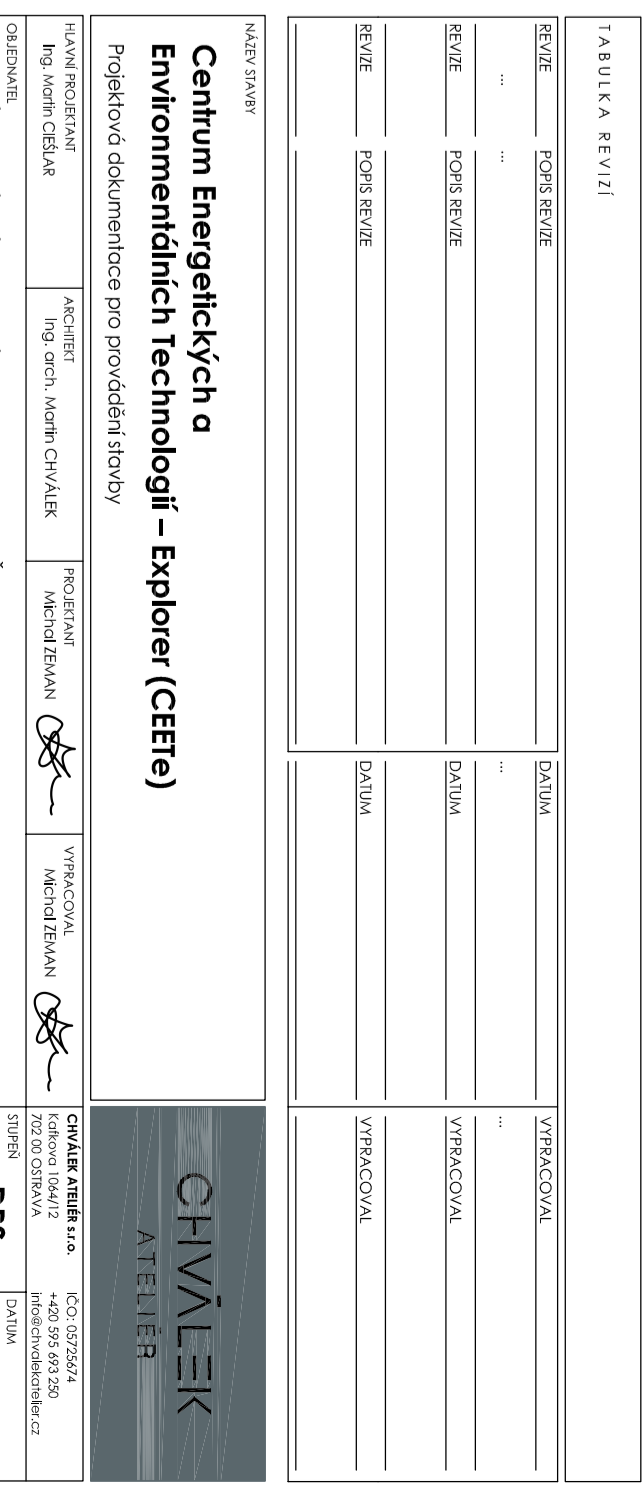 TABULKA REVIZÍ
REVIZE POPIS REVIZE DATUM VYPRACOVAL
... ... ... ...
REVIZE POPIS REVIZE DATUM VYPRACOVAL
REVIZE POPIS REVIZE DATUM VYPRACOVAL
NÁZEV STAVBY
Centrum Energetických a
Environmentálních Technologií – Explorer (CEETe)
Projektová dokumentace pro provádění stavby
CHVÁLEK
ATELIÉR
HLAVNÍ PROJEKTANT
Ing. Martin CIEŚLAR
ARCHITEKT
Ing. arch. Martin CHVÁLEK
PROJEKTANT
Michal ZEMAN
VYPRACOVAL
Michal ZEMAN
CHVÁLEK ATELIÉR s.r.o.
Kafkova 1064/12
702 00 OSTRAVA
IČO: 05725674
+420 595 693 250
info@chvalekatelier.cz
OBJEDNATEL
STUPEŇ
DATUM